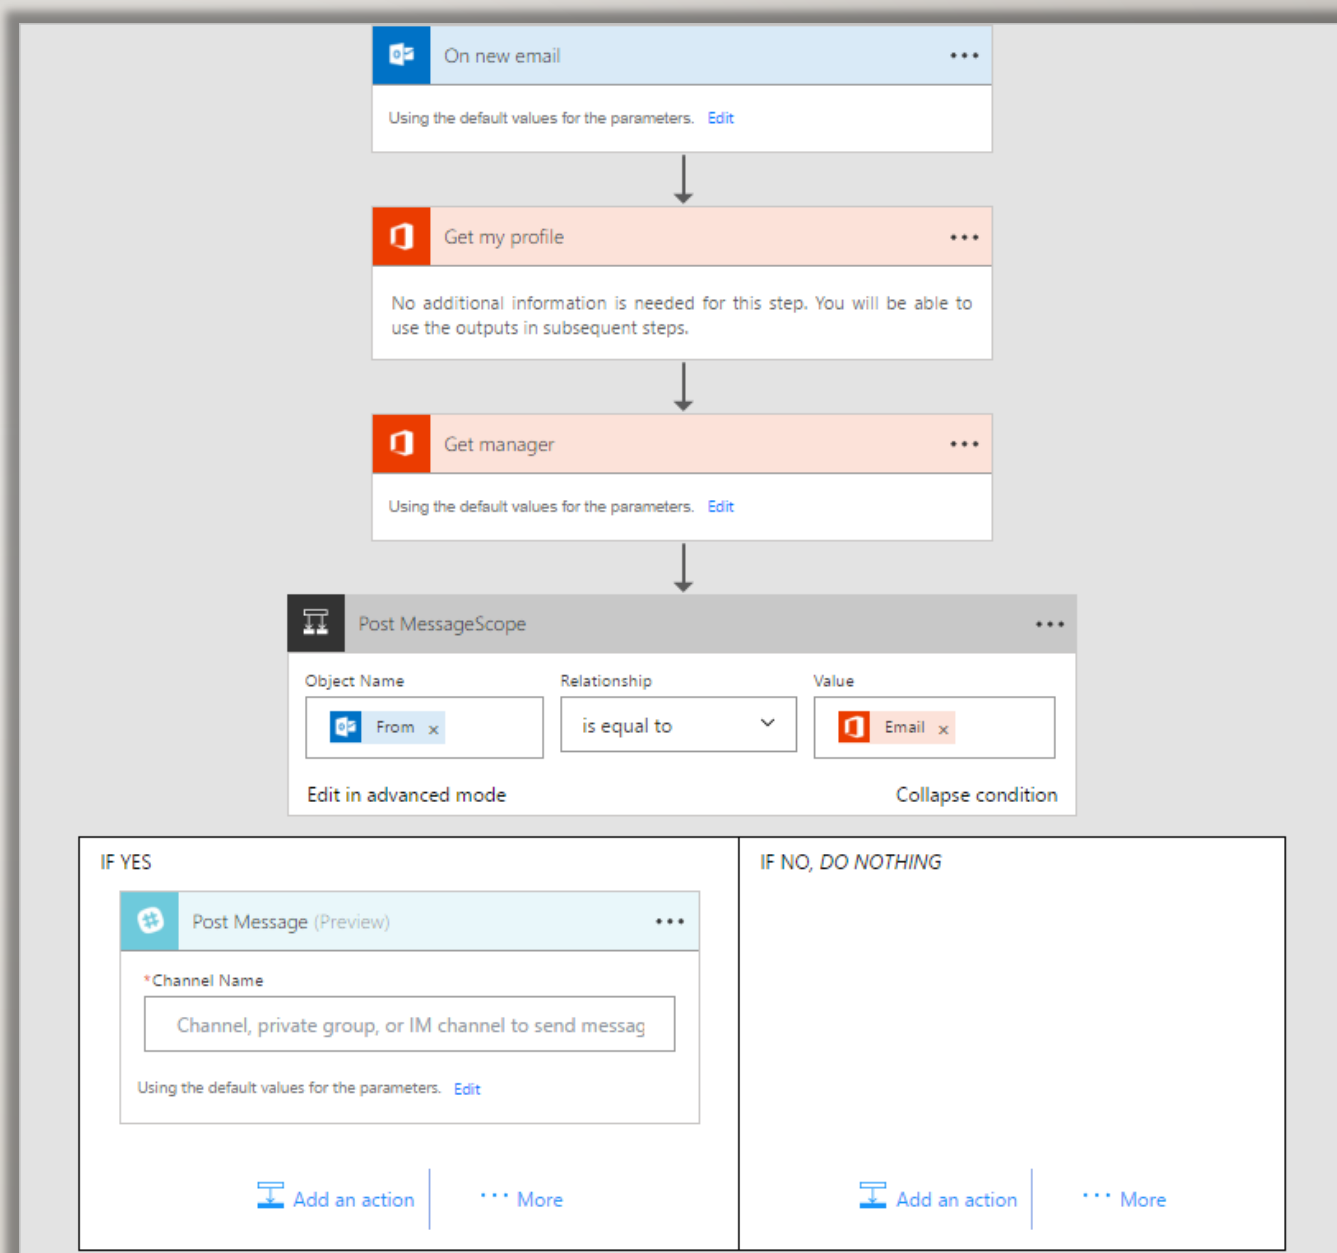 On new email
Using the default values for the parameters. Edit
Get my profile
No additional information is needed for this step. You will be able to
use the outputs in subsequent steps.
Get manager
Using the default values for the parameters. Edit
Post MessageScope
Object Name Relationship Value
From × is equal to Email ×
Edit in advanced mode Collapse condition
IF YES
Post Message (Preview)
*Channel Name
Channel, private group, or IM channel to send messag
Using the default values for the parameters. Edit
Add an action ··· More
IF NO, DO NOTHING
Add an action ··· More